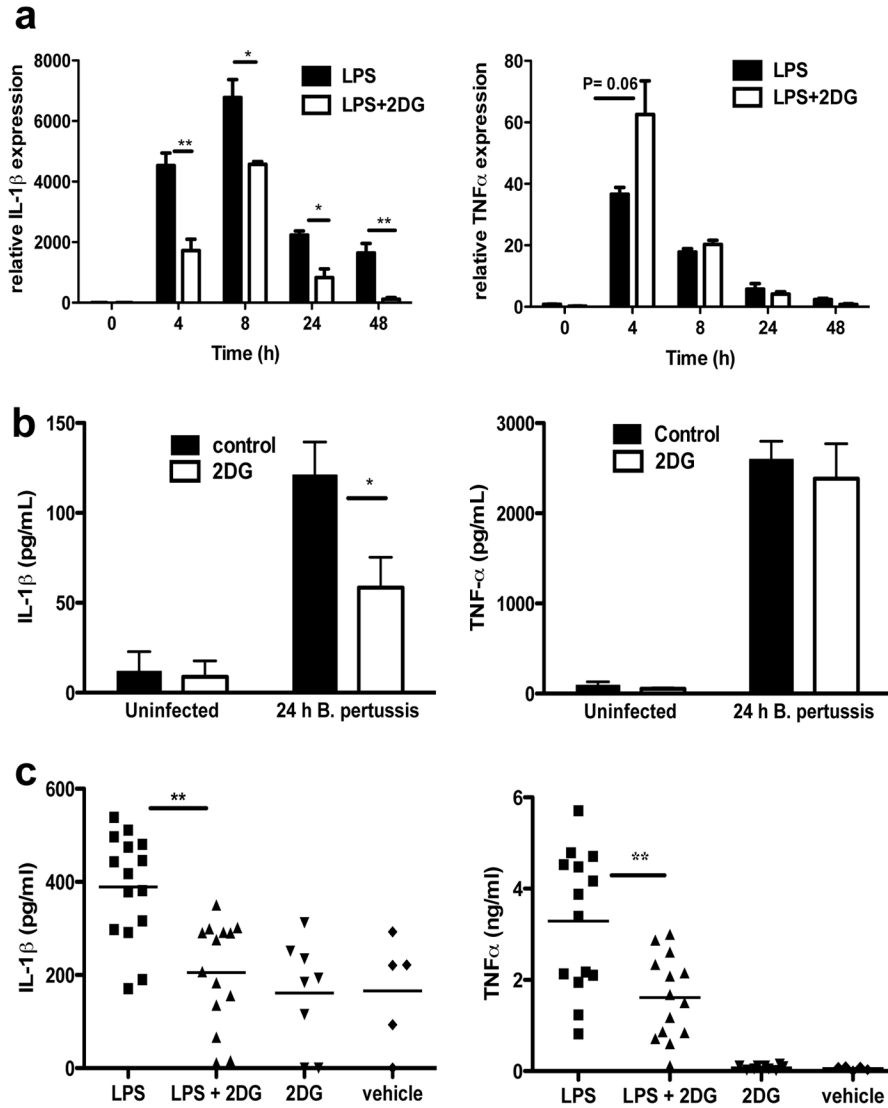 a
relative IL-1β expression
8000
6000
4000
2000
0
*
**
*
**
LPS
LPS+2DG
0 4 8 24 48
Time (h)
relative TNFα expression
80
60
40
20
0
P= 0.06
LPS
LPS+2DG
0 4 8 24 48
Time (h)
b
IL-1β (pg/mL)
150
100
50
0
control
2DG
*
Uninfected 24 h B. pertussis
TNF-α (pg/mL)
3000
2000
1000
0
Control
2DG
Uninfected 24 h B. pertussis
c
IL-1β (pg/ml)
600
400
200
0
**
LPS LPS + 2DG 2DG vehicle
TNFα (ng/ml)
6
4
2
0
**
LPS LPS + 2DG 2DG vehicle